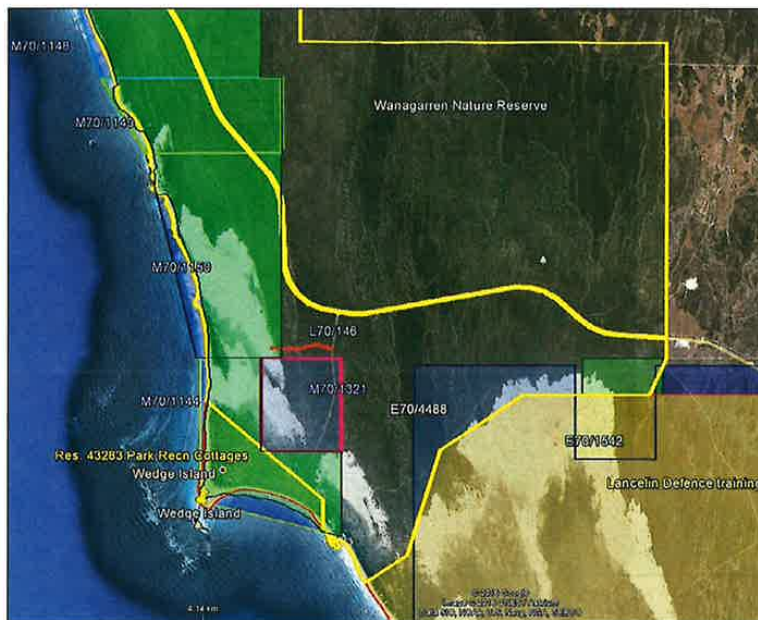 M70/1148
Wanagarren Nature Reserve
M70/1149
M70/1150
L70/146
M70/1321
M70/1144
E70/4488
E70/1542
Res. 43283 Park Recn Cottages
Wedge Island
Lancelin Defence training
Wedge Island
4.14 km